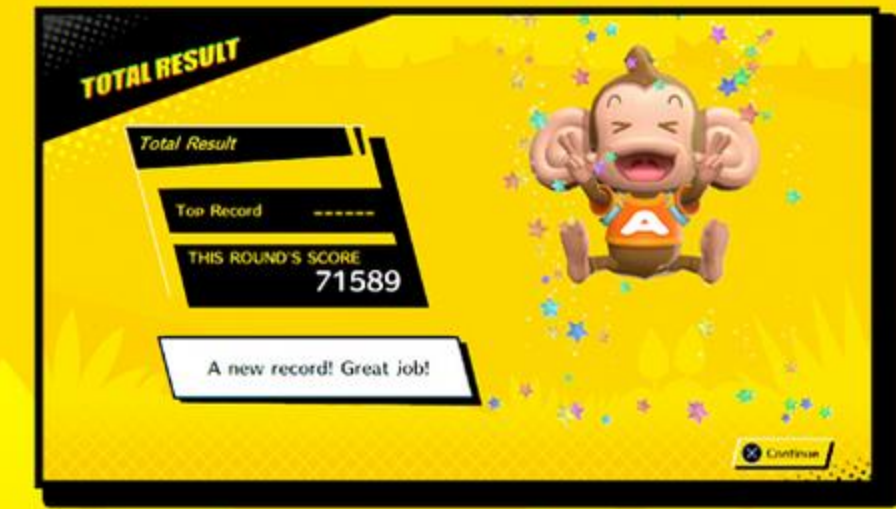 TOTAL RESULT
Total Result
Top Record ------
THIS ROUND'S SCORE
71589
A new record! Great job!
A
Continue